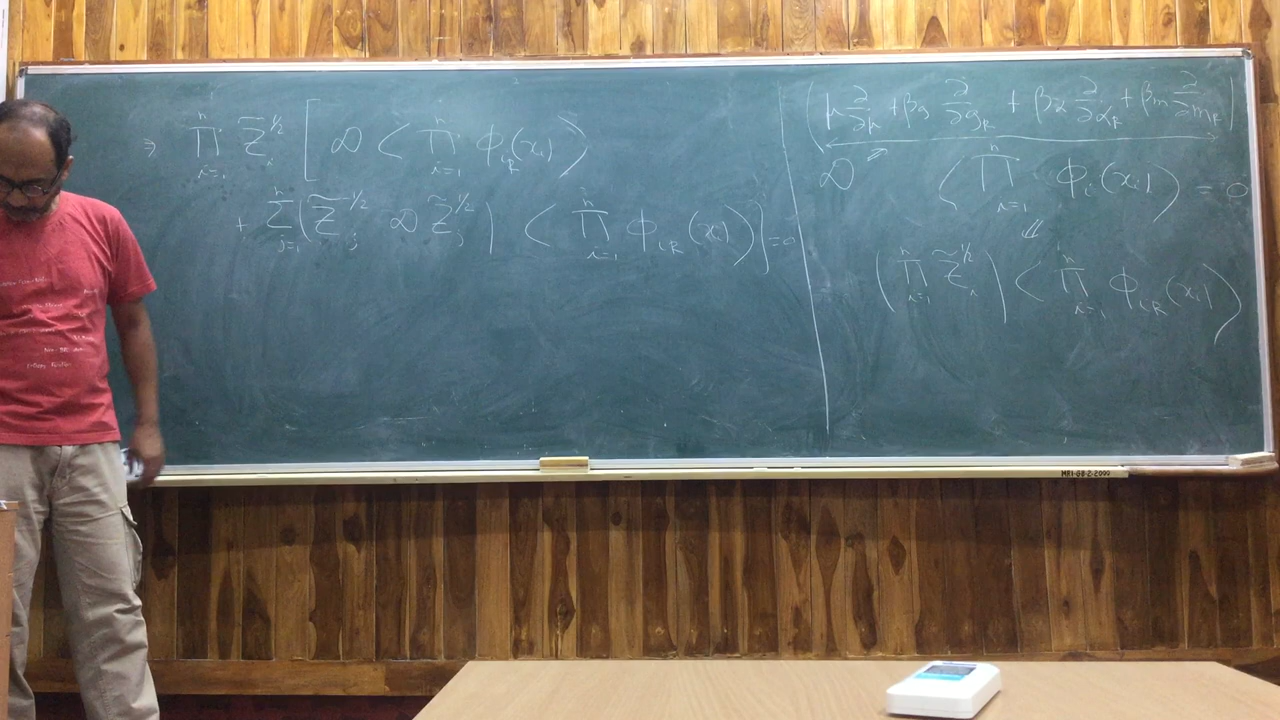 ⇒ ∏_{i=1}^{n} Z̃_i^{1/2} [ 𝒟 < ∏_{i=1}^{n} ϕ_{iR}(x_i) >
+ ∑_{j=1}^{n} ( Z̃_j^{-1/2} 𝒟 Z̃_j^{1/2} ) < ∏_{i=1}^{n} ϕ_{iR}(x_i) > ] = 0
( μ ∂/∂μ + β_g ∂/∂g_R + β_α ∂/∂α_R + β_m ∂/∂m_R )
𝒟 < ∏_{i=1}^{n} ϕ_i(x_i) > = 0
( ∏_{i=1}^{n} Z̃_i^{1/2} ) < ∏_{i=1}^{n} ϕ_{iR}(x_i) >
MRI-GB-2-2000